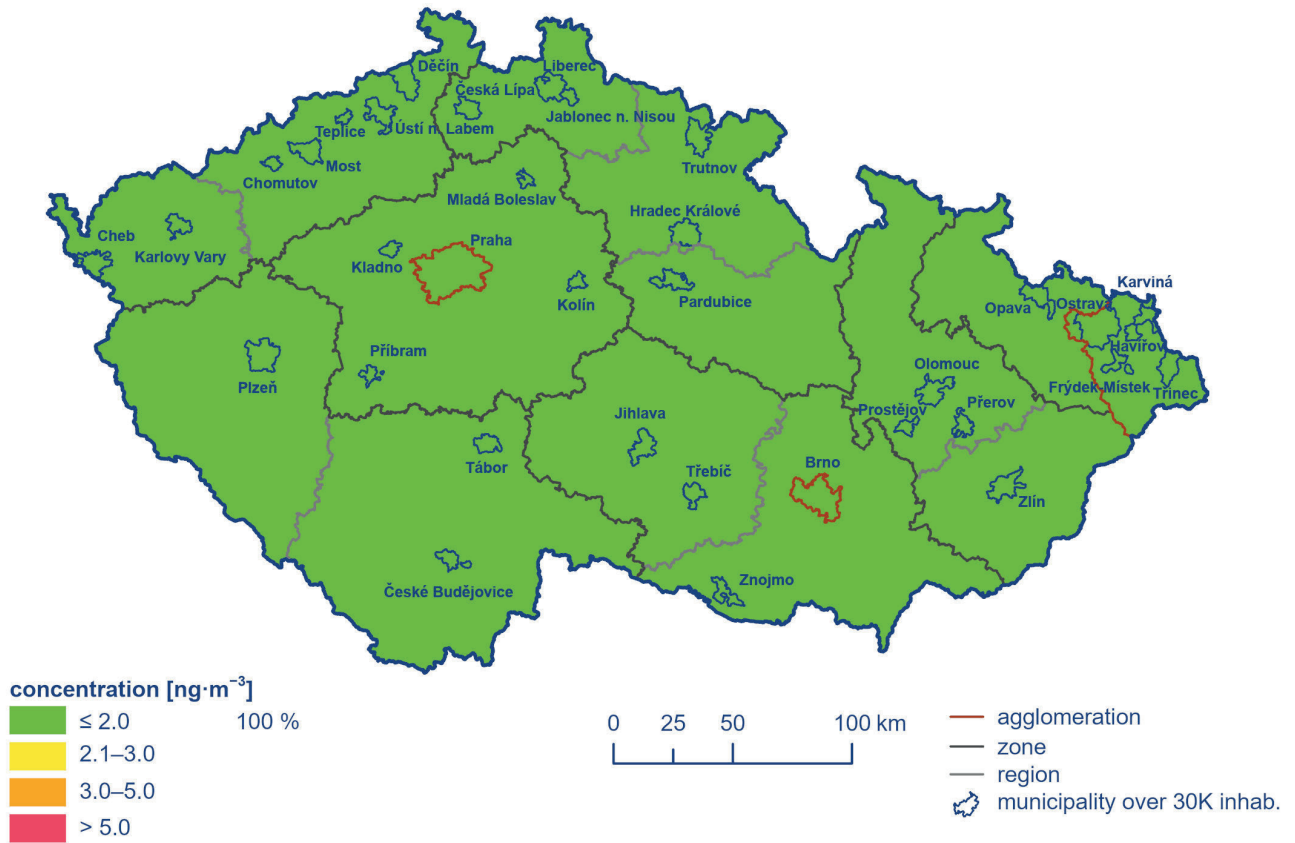 Děčín
Liberec
Česká Lípa
Jablonec n. Nisou
Teplice
Ústí n. Labem
Most
Chomutov
Trutnov
Mladá Boleslav
Hradec Králové
Cheb
Karlovy Vary
Praha
Kladno
Kolín
Pardubice
Karviná
Opava
Ostrava
Havířov
Příbram
Plzeň
Olomouc
Frýdek-Místek
Třinec
Prostějov
Přerov
Jihlava
Tábor
Třebíč
Brno
Zlín
České Budějovice
Znojmo
concentration [ng·m⁻³]
≤ 2.0 100 %
2.1–3.0
3.0–5.0
> 5.0
0 25 50 100 km
agglomeration
zone
region
municipality over 30K inhab.